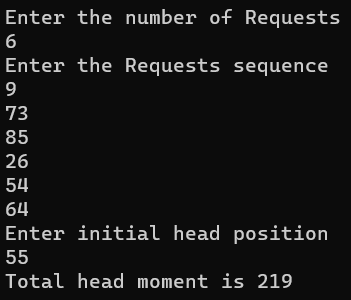 Enter the number of Requests
6
Enter the Requests sequence
9
73
85
26
54
64
Enter initial head position
55
Total head moment is 219